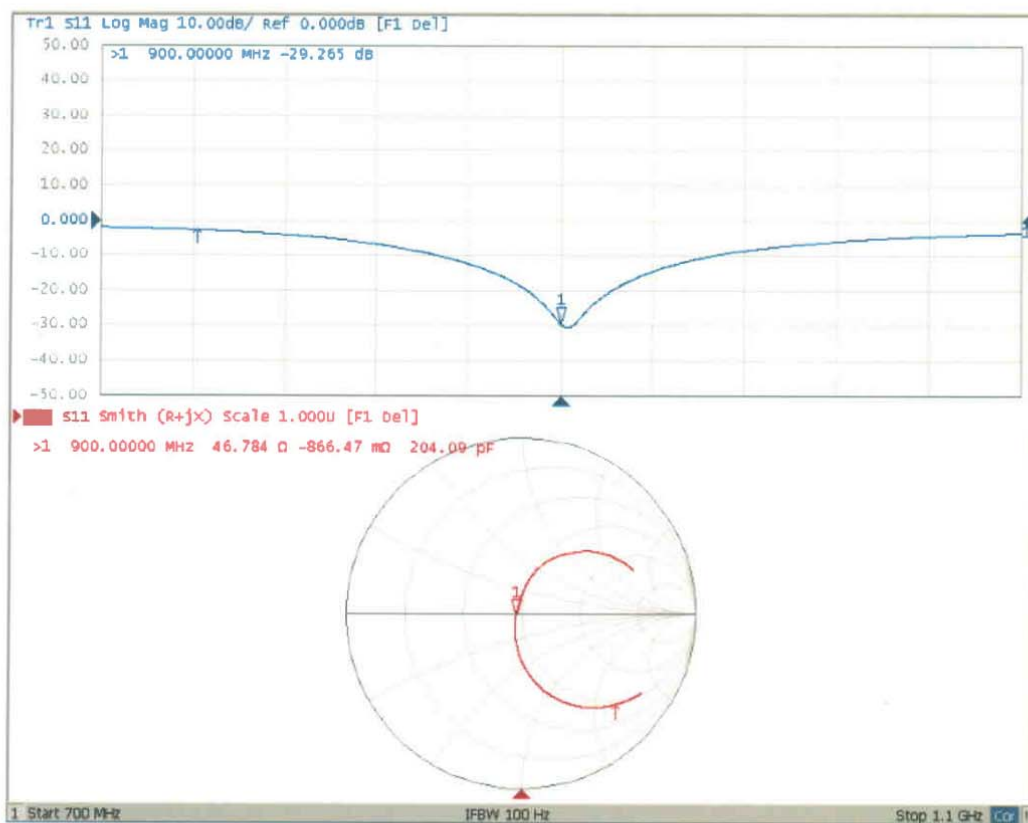 Tr1 S11 Log Mag 10.00dB/ Ref 0.000dB [F1 Del]
50.00
>1 900.00000 MHz -29.265 dB
40.00
30.00
20.00
10.00
0.000
-10.00
-20.00
1
-30.00
-40.00
-50.00
S11 Smith (R+jX) Scale 1.000U [F1 Del]
>1 900.00000 MHz 46.784 Ω -866.47 mΩ 204.09 pF
1
1 Start 700 MHz IFBW 100 Hz Stop 1.1 GHz Cor